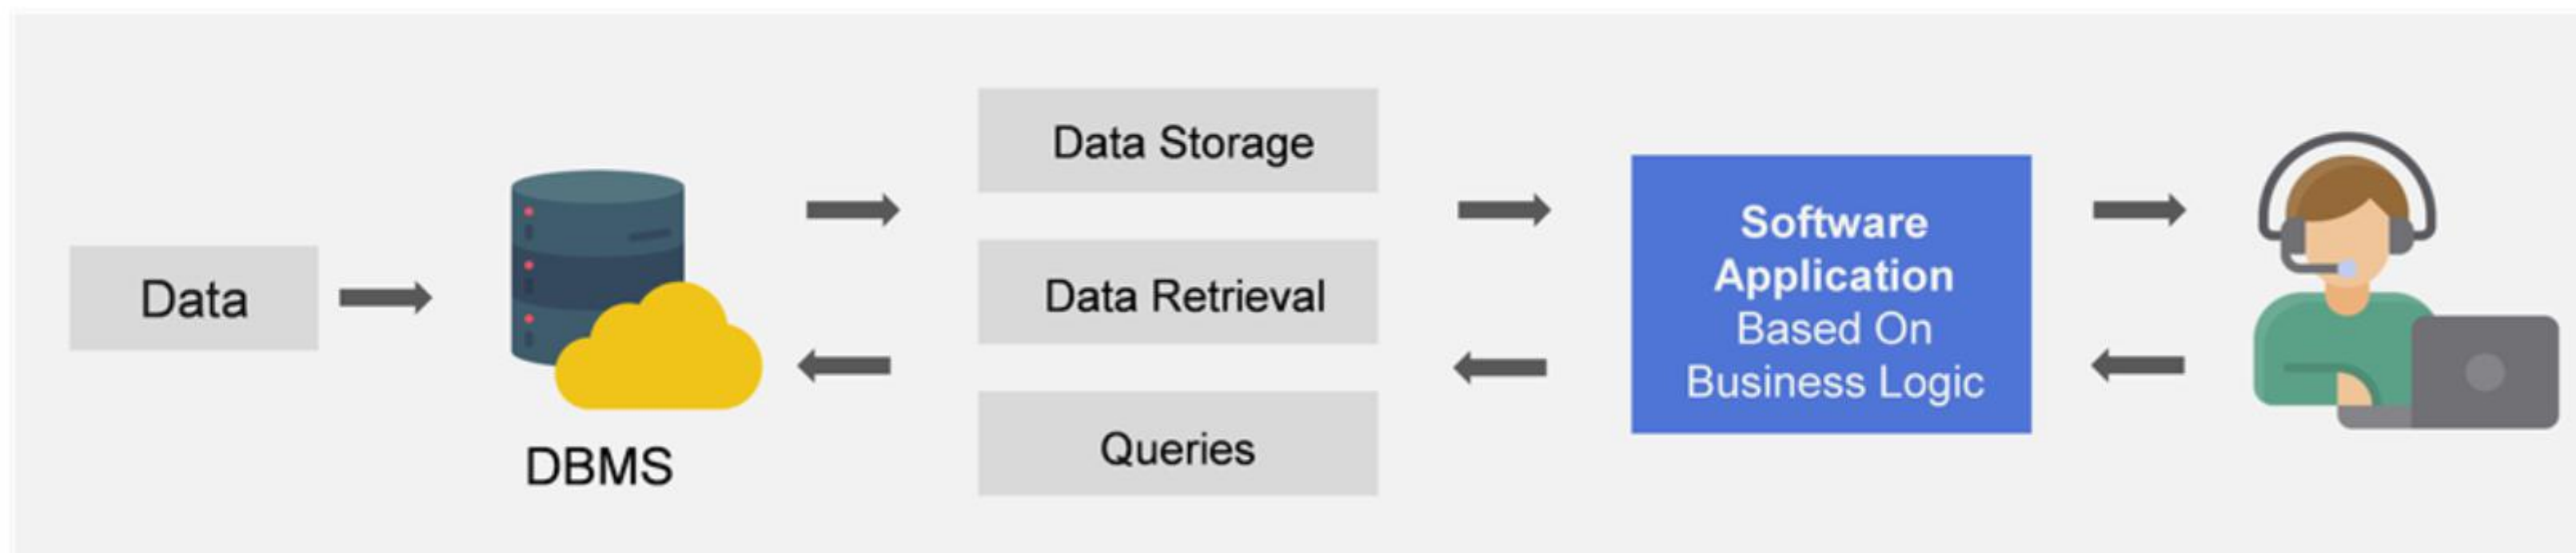 Data
DBMS
Data Storage
Data Retrieval
Queries
Software
Application
Based On
Business Logic